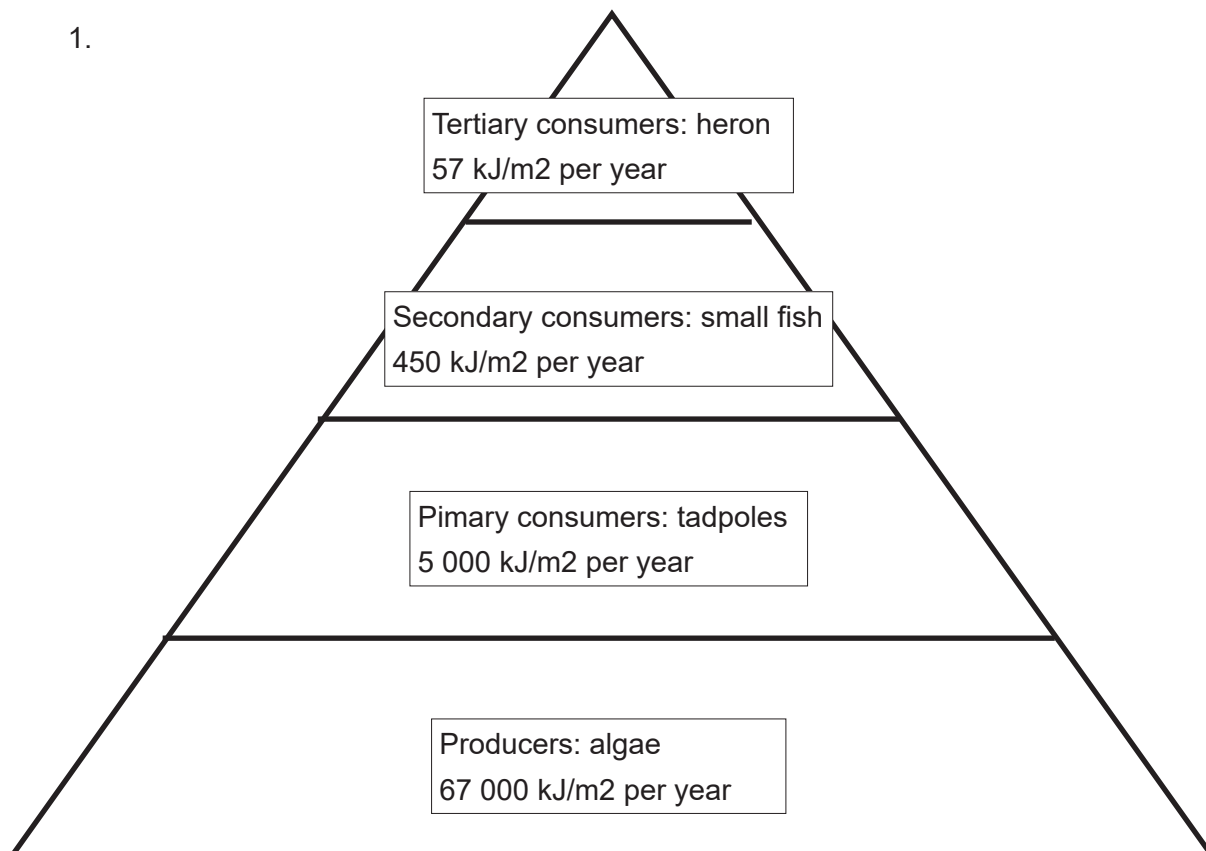 1.
Tertiary consumers: heron
57 kJ/m2 per year
Secondary consumers: small fish
450 kJ/m2 per year
Pimary consumers: tadpoles
5 000 kJ/m2 per year
Producers: algae
67 000 kJ/m2 per year